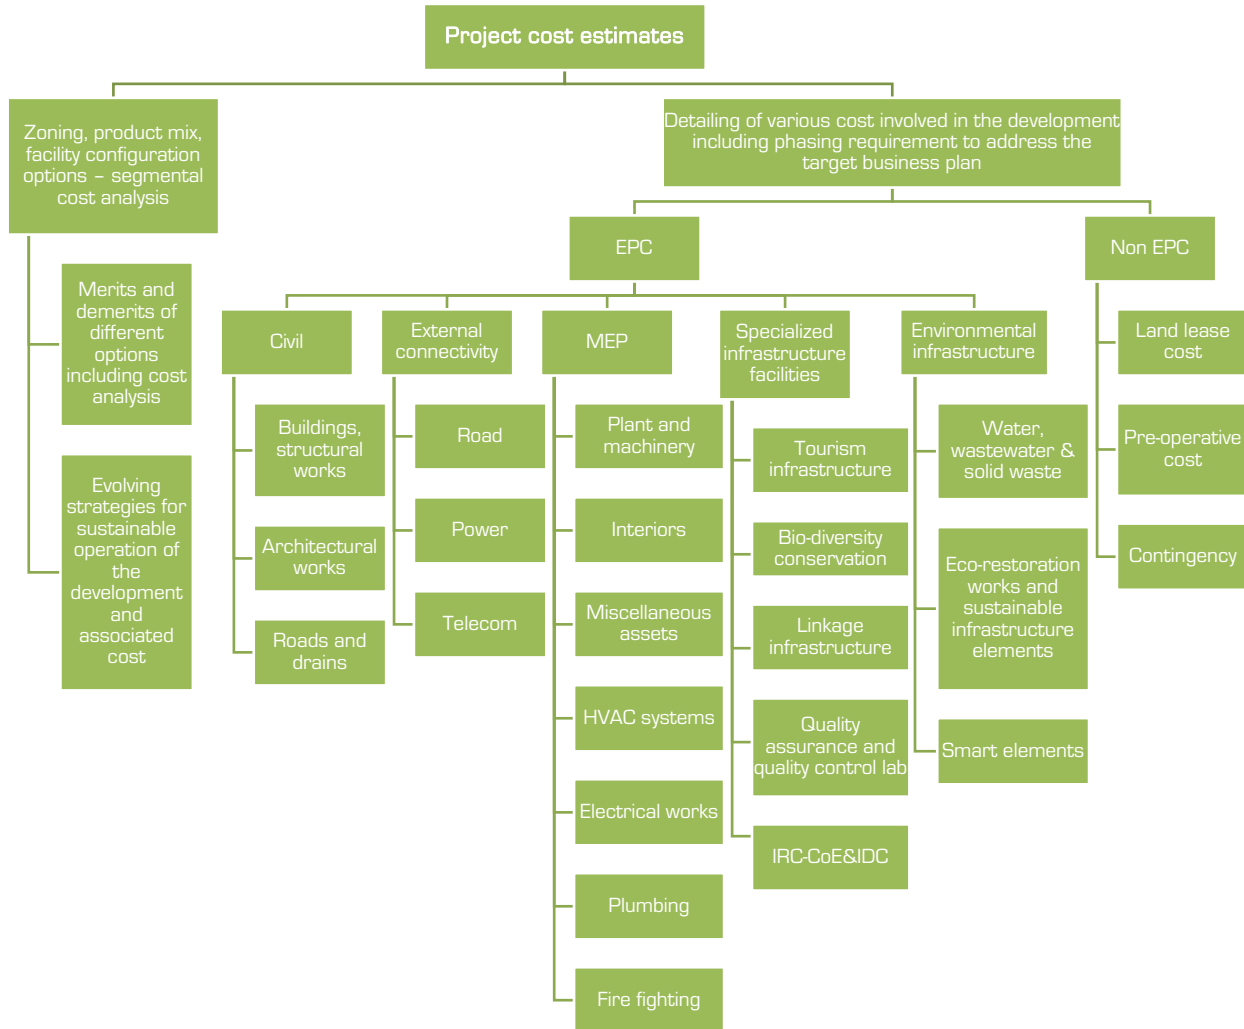 Project cost estimates
Zoning, product mix,
facility configuration
options – segmental
cost analysis
Merits and
demerits of
different
options
including cost
analysis
Evolving
strategies for
sustainable
operation of
the
development
and
associated
cost
Detailing of various cost involved in the development
including phasing requirement to address the
target business plan
EPC
Civil
Buildings,
structural
works
Architectural
works
Roads and
drains
External
connectivity
Road
Power
Telecom
MEP
Plant and
machinery
Interiors
Miscellaneous
assets
HVAC systems
Electrical works
Plumbing
Fire fighting
Specialized
infrastructure
facilities
Tourism
infrastructure
Bio-diversity
conservation
Linkage
infrastructure
Quality
assurance and
quality control lab
IRC-CoE&IDC
Environmental
infrastructure
Water,
wastewater &
solid waste
Eco-restoration
works and
sustainable
infrastructure
elements
Smart elements
Non EPC
Land lease
cost
Pre-operative
cost
Contingency